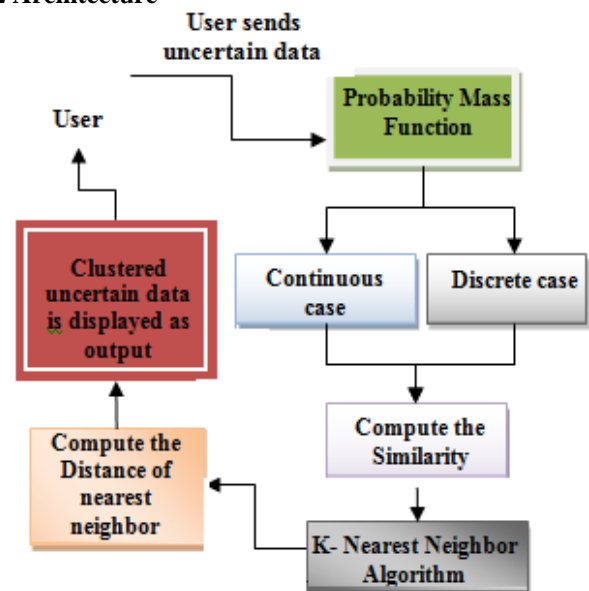 Architecture
User sends
uncertain data
Probability Mass
Function
User
Continuous
case
Discrete case
Clustered
uncertain data
is displayed as
output
Compute the
Similarity
Compute the
Distance of
nearest
neighbor
K- Nearest Neighbor
Algorithm